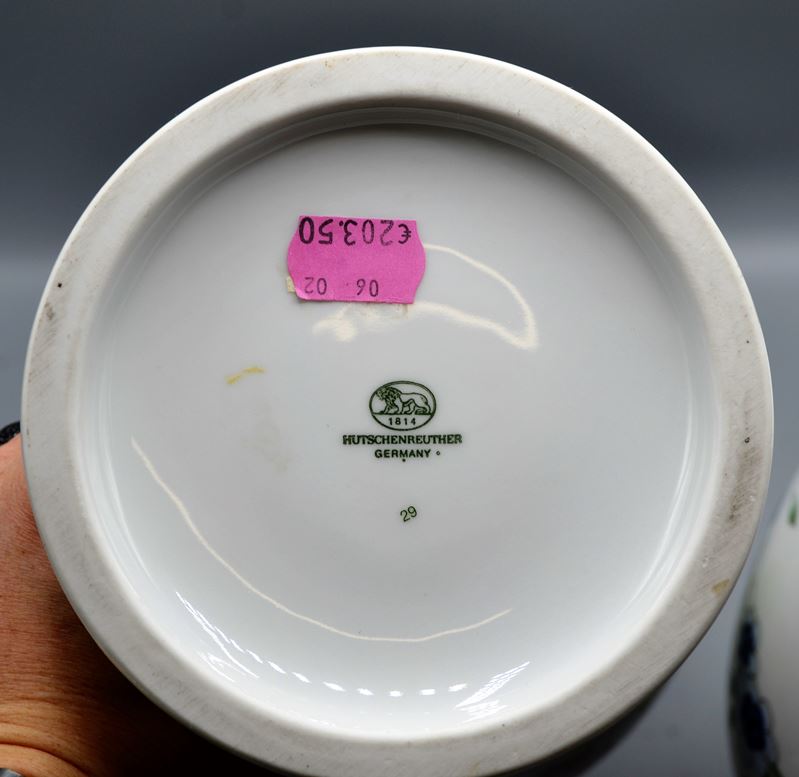 06 02
€203.50
1814
HUTSCHENREUTHER
GERMANY
29